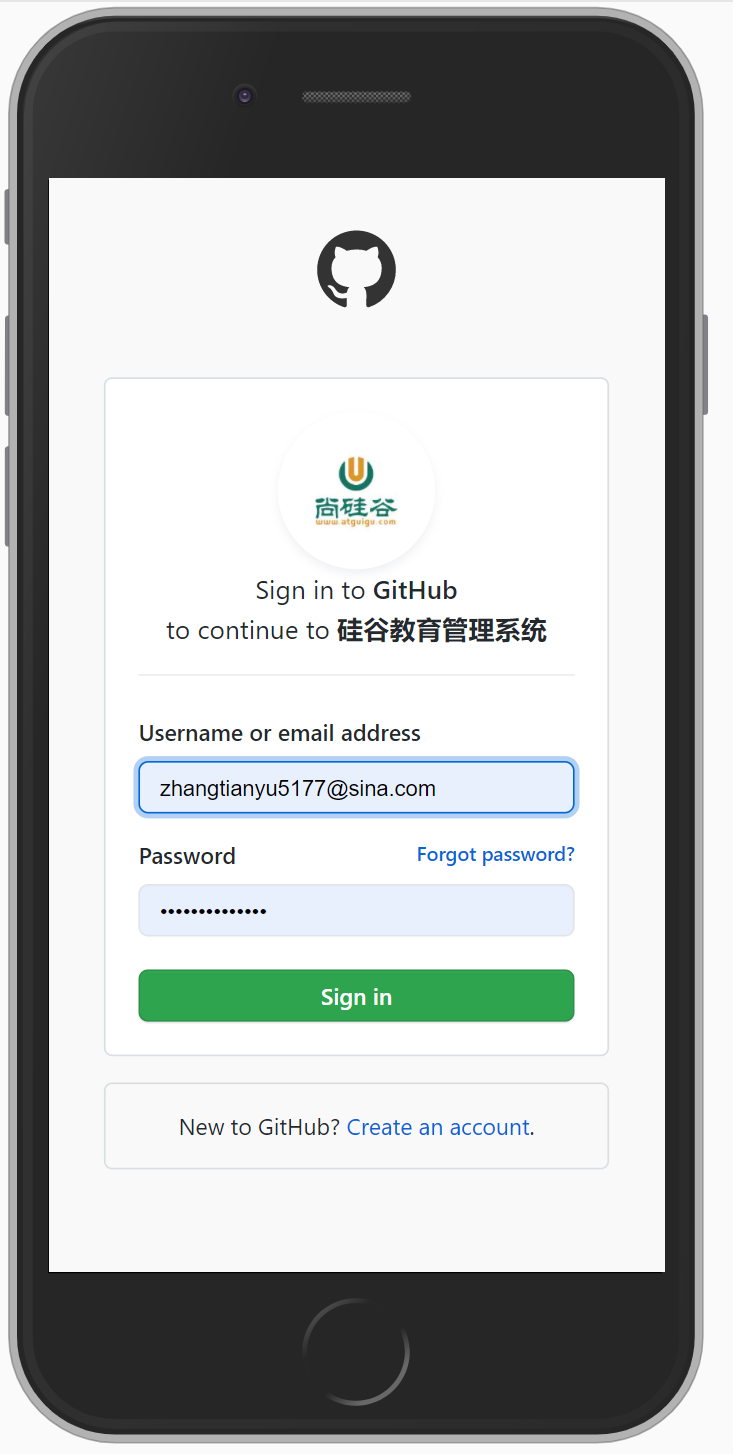 尚硅谷
www.atguigu.com
Sign in to GitHub
to continue to 硅谷教育管理系统
Username or email address
zhangtianyu5177@sina.com
Password Forgot password?
••••••••••••••
Sign in
New to GitHub? Create an account.